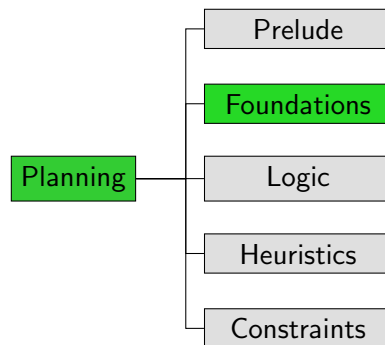 Prelude
Foundations
Planning
Logic
Heuristics
Constraints